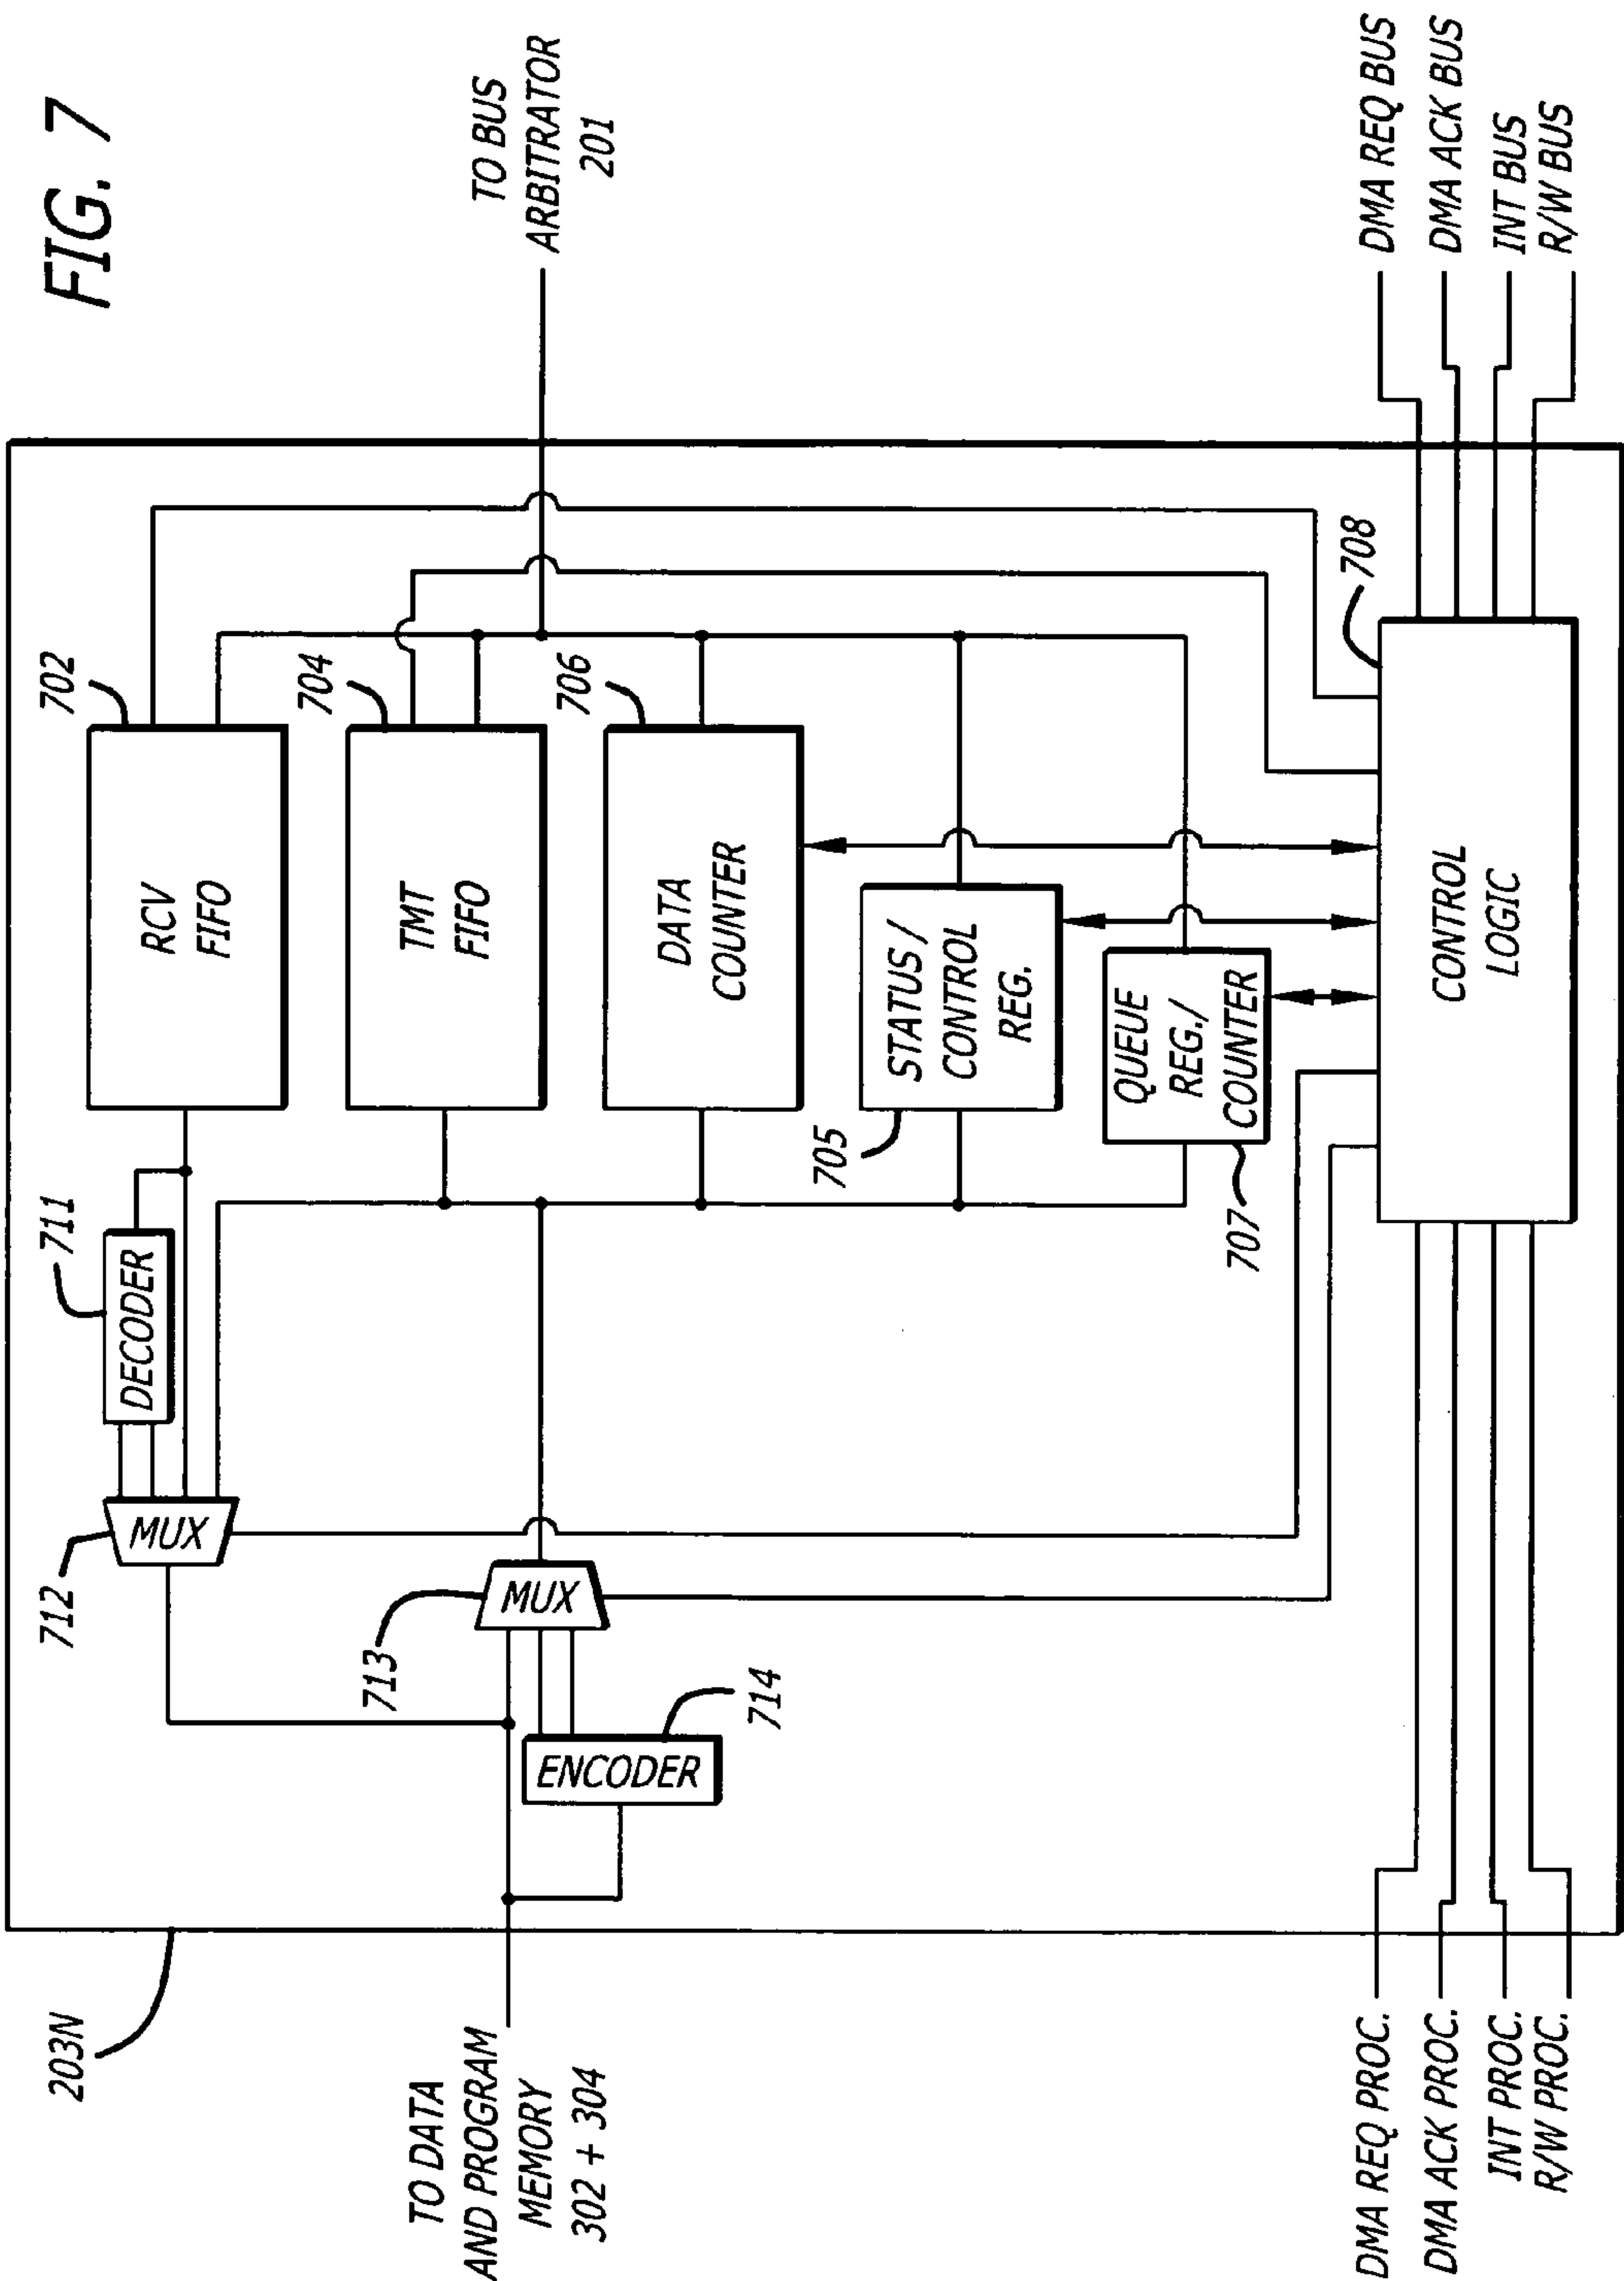 FIG. 7
203N
TO DATA
AND PROGRAM
MEMORY
302 + 304
TO BUS
ARBITRATOR
201
712
MUX
711
DECODER
702
RCV
FIFO
713
MUX
714
ENCODER
704
TMT
FIFO
706
DATA
COUNTER
705
STATUS /
CONTROL
REG.
707
QUEUE
REG./
COUNTER
708
CONTROL
LOGIC
DMA REQ PROC.
DMA ACK PROC.
INT PROC.
R/W PROC.
DMA REQ BUS
DMA ACK BUS
INT BUS
R/W BUS